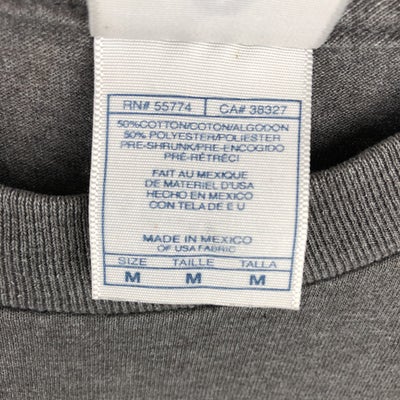 RN# 55774 CA# 38327
50%COTTON/COTON/ALGODON
50% POLYESTER/POLIESTER
PRE-SHRUNK/PRE-ENCOGIDO
PRÉ-RÉTRÉCI
FAIT AU MEXIQUE
DE MATERIEL D'USA
HECHO EN MEXICO
CON TELA DE E U
MADE IN MEXICO
OF USA FABRIC
SIZE TAILLE TALLA
M M M